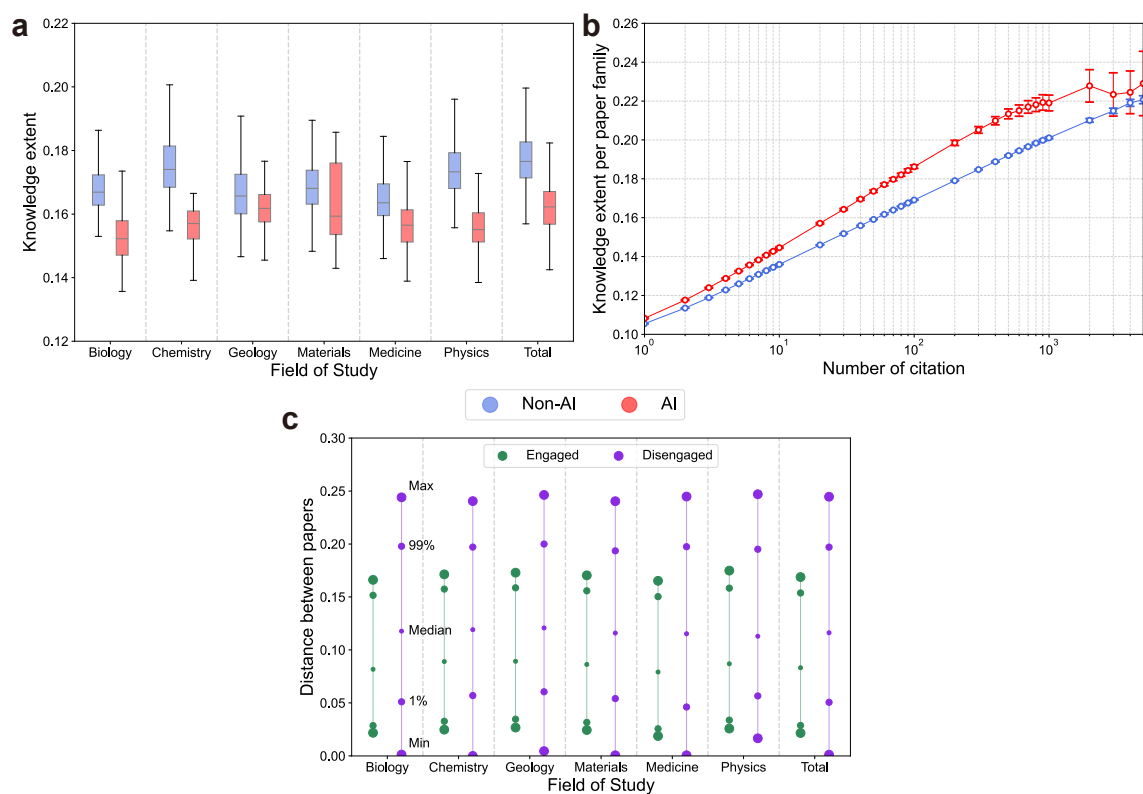 a
0.22
0.20
0.18
0.16
0.14
0.12
Knowledge extent
Biology Chemistry Geology Materials Medicine Physics Total
Field of Study
b
0.26
0.24
0.22
0.20
0.18
0.16
0.14
0.12
0.10
Knowledge extent per paper family
10⁰ 10¹ 10² 10³
Number of citation
Non-AI AI
c
0.30
0.25
0.20
0.15
0.10
0.05
0.00
Distance between papers
Engaged Disengaged
Max
99%
Median
1%
Min
Biology Chemistry Geology Materials Medicine Physics Total
Field of Study